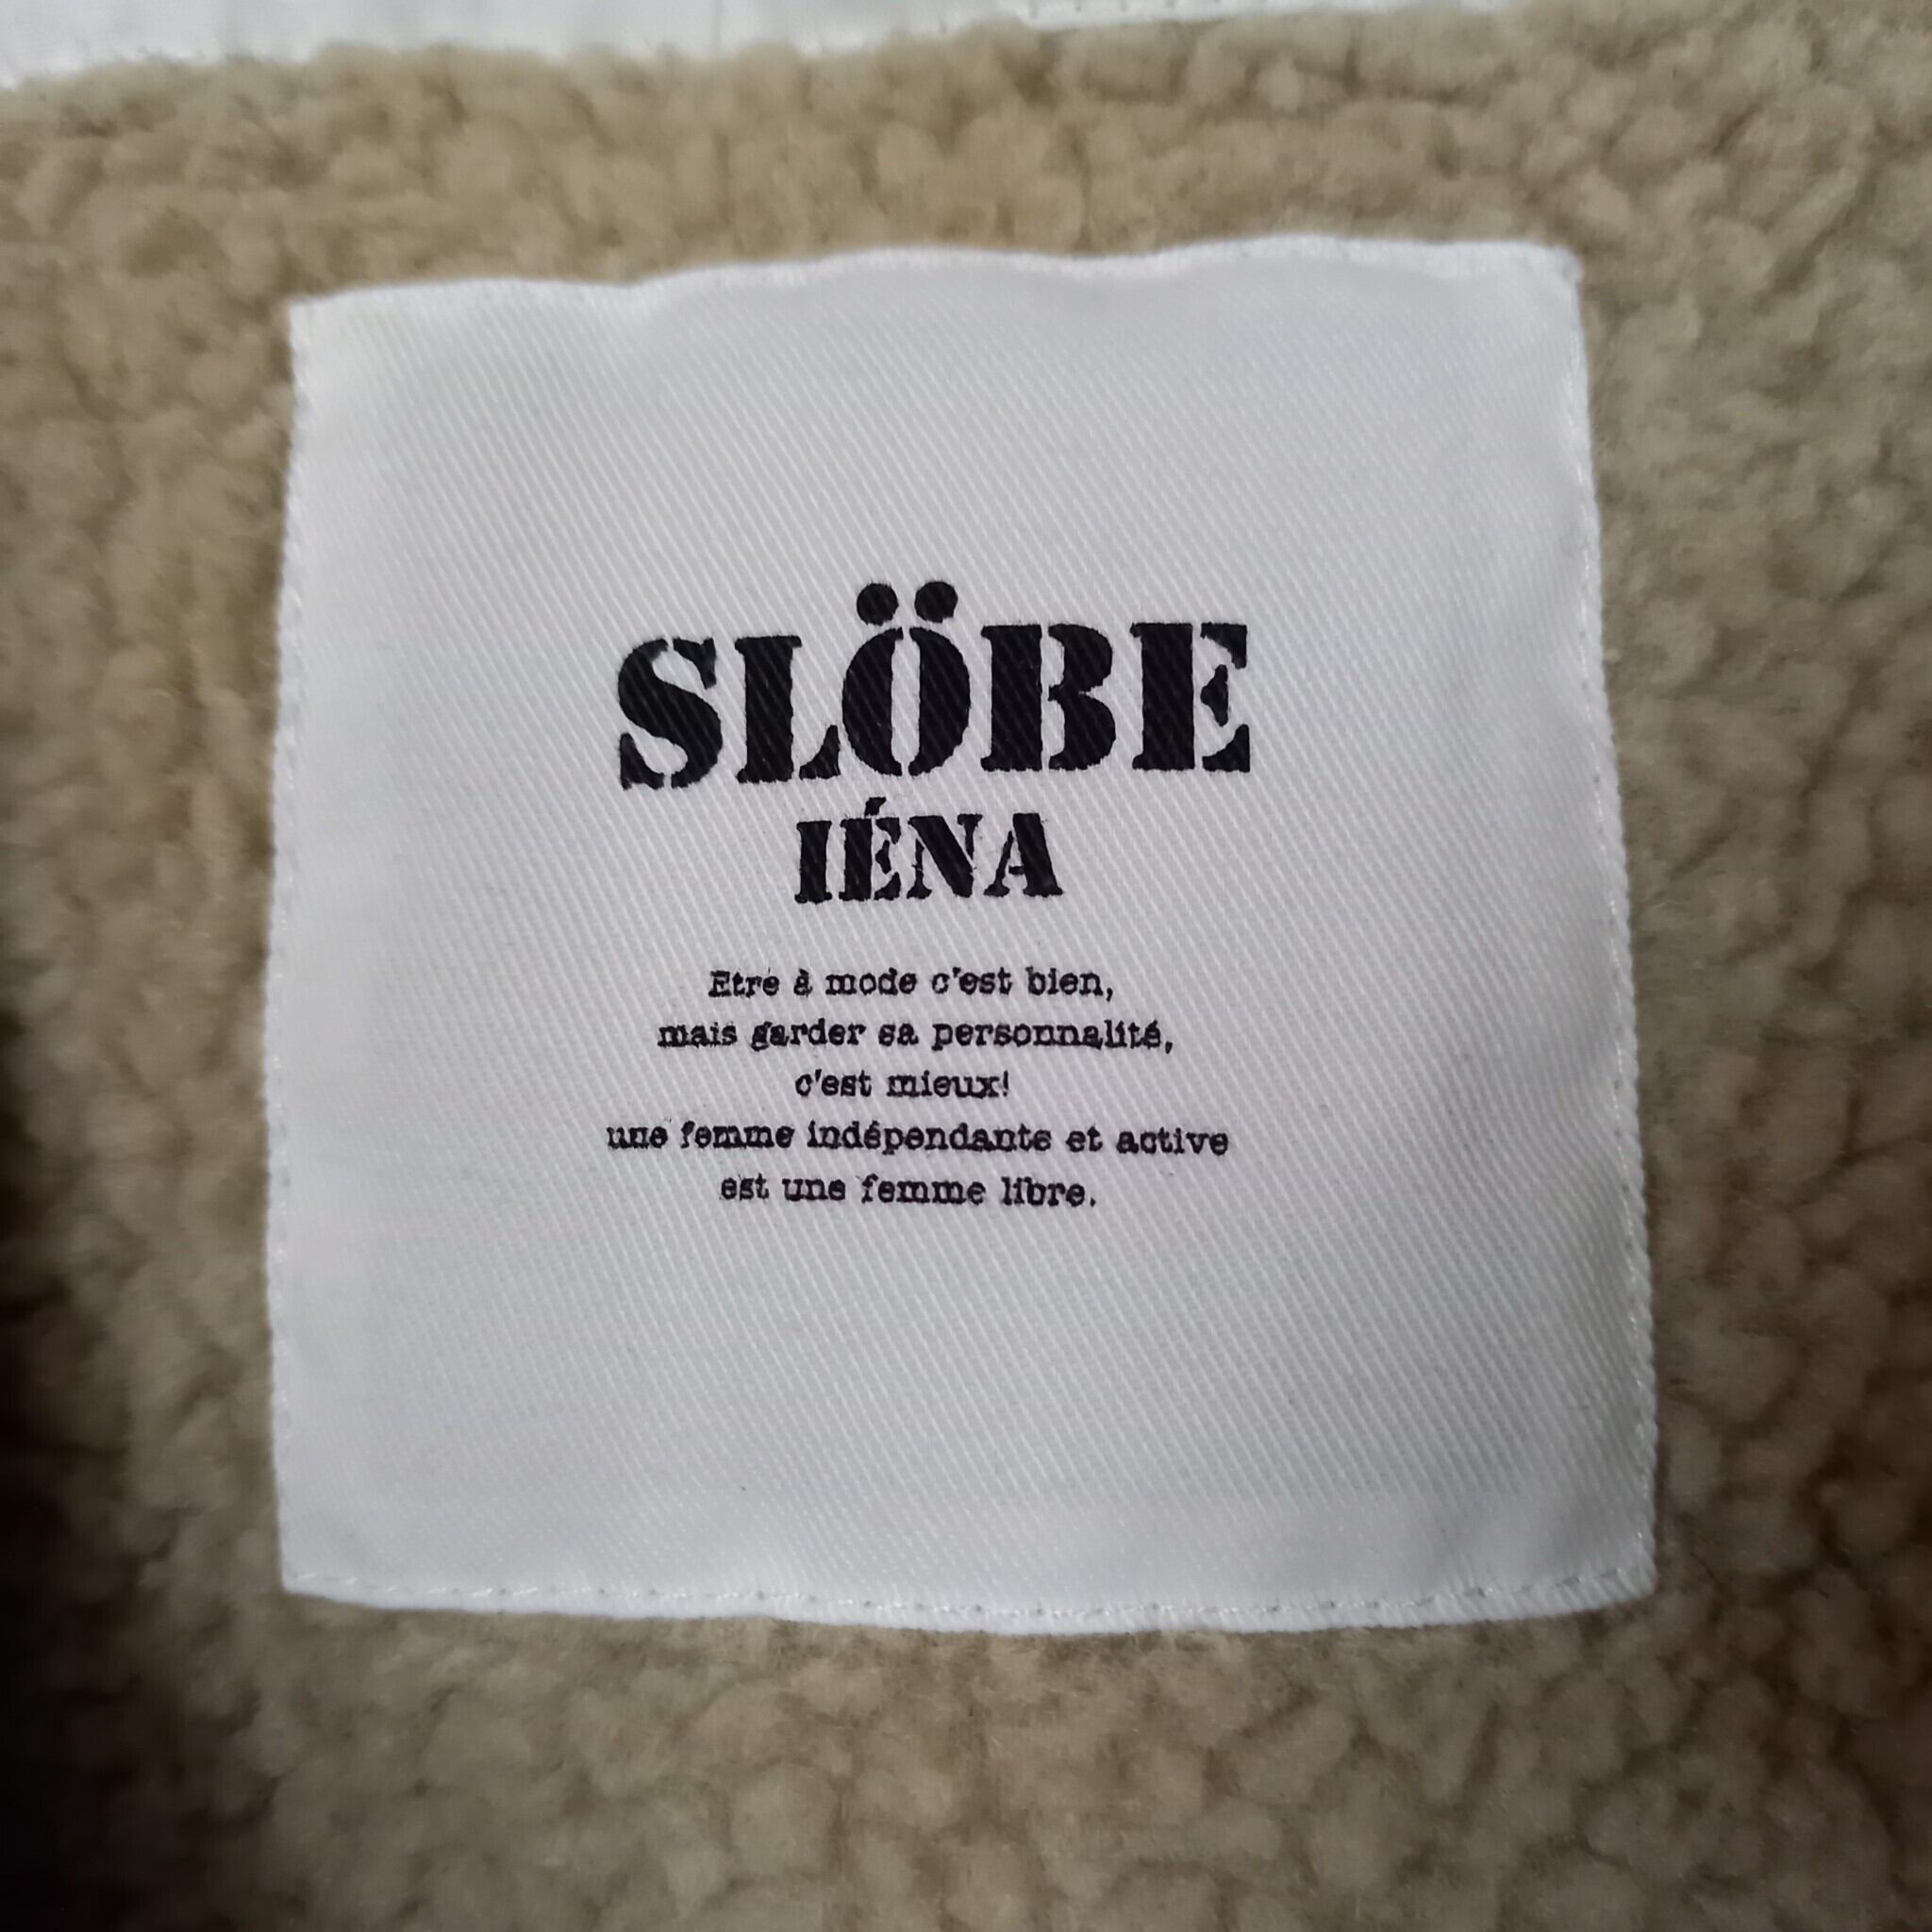 SLÖBE
IÉNA
Etre à mode c'est bien,
mais garder sa personnalité,
c'est mieux!
une femme indépendante et active
est une femme libre.